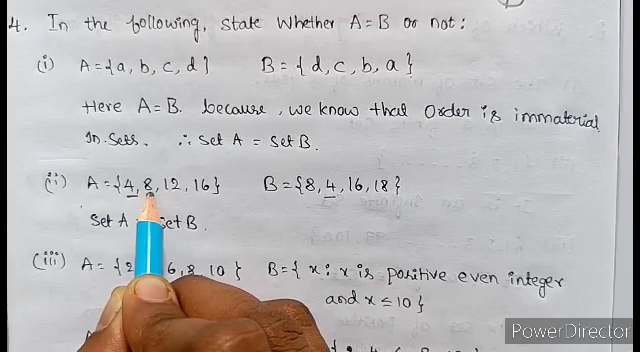 4. In the following, state whether A = B or not:
(i) A = {a, b, c, d} B = {d, c, b, a}
Here A = B. because, we know that Order is immaterial
In Sets. ∴ Set A = Set B.
(ii) A = {4, 8, 12, 16} B = {8, 4, 16, 18}
Set A Set B.
(iii) A = {2 6, 8, 10} B = { x : x is positive even integer
and x ≤ 10}
PowerDirector